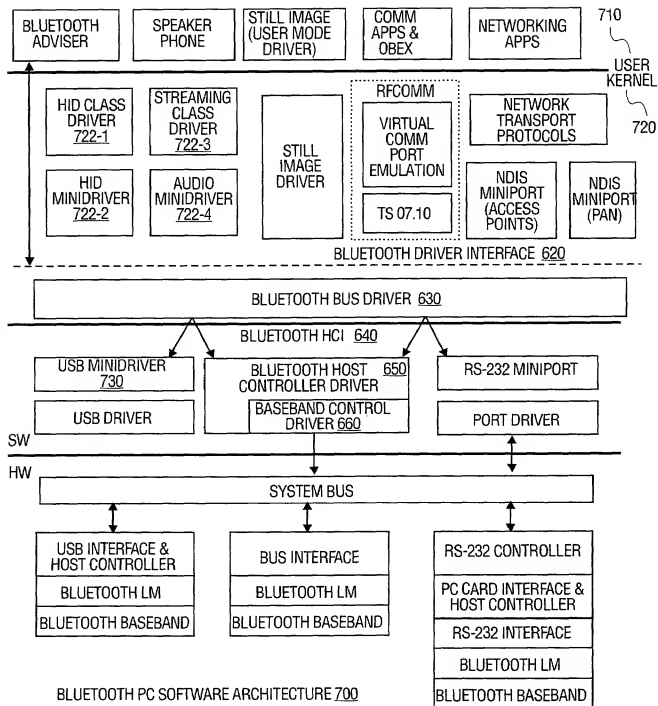 BLUETOOTH
ADVISER
SPEAKER
PHONE
STILL IMAGE
(USER MODE
DRIVER)
COMM
APPS &
OBEX
NETWORKING
APPS
710
USER
KERNEL
720
HID CLASS
DRIVER
722-1
STREAMING
CLASS
DRIVER
722-3
STILL
IMAGE
DRIVER
RFCOMM
VIRTUAL
COMM
PORT
EMULATION
NETWORK
TRANSPORT
PROTOCOLS
HID
MINIDRIVER
722-2
AUDIO
MINIDRIVER
722-4
TS 07.10
NDIS
MINIPORT
(ACCESS
POINTS)
NDIS
MINIPORT
(PAN)
BLUETOOTH DRIVER INTERFACE 620
BLUETOOTH BUS DRIVER 630
BLUETOOTH HCI 640
USB MINIDRIVER
730
BLUETOOTH HOST 650
CONTROLLER DRIVER
BASEBAND CONTROL
DRIVER 660
RS-232 MINIPORT
USB DRIVER
PORT DRIVER
SW
HW
SYSTEM BUS
USB INTERFACE &
HOST CONTROLLER
BLUETOOTH LM
BLUETOOTH BASEBAND
BUS INTERFACE
BLUETOOTH LM
BLUETOOTH BASEBAND
RS-232 CONTROLLER
PC CARD INTERFACE &
HOST CONTROLLER
RS-232 INTERFACE
BLUETOOTH LM
BLUETOOTH BASEBAND
BLUETOOTH PC SOFTWARE ARCHITECTURE 700